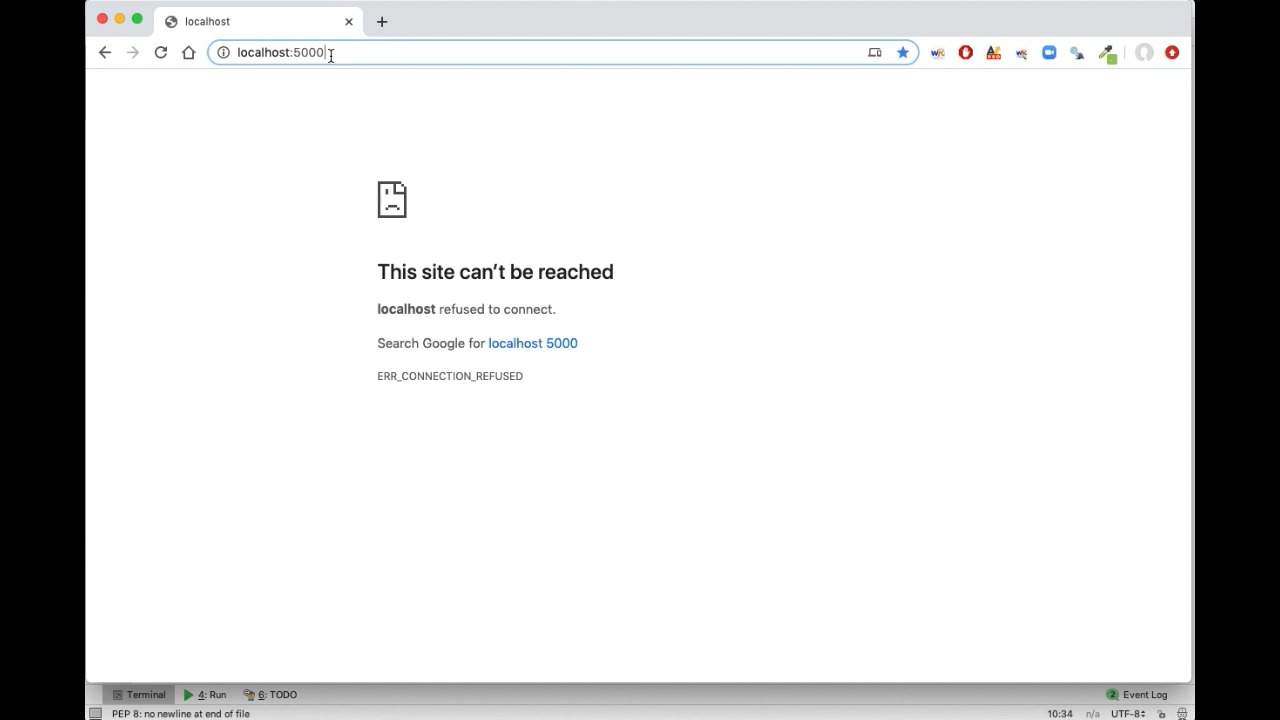 localhost
localhost:5000
This site can't be reached
localhost refused to connect.
Search Google for localhost 5000
ERR_CONNECTION_REFUSED
Terminal 4: Run 6: TODO 2 Event Log
PEP 8: no newline at end of file 10:34 n/a UTF-8